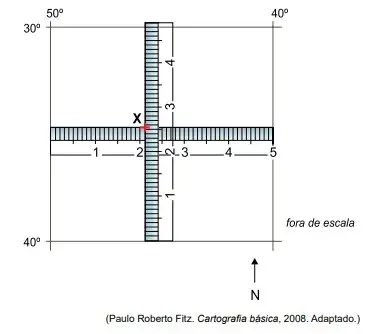 50º 40º
30º
4
3
X
1 2 2 3 4 5
1
40º
fora de escala
N
(Paulo Roberto Fitz. Cartografia básica, 2008. Adaptado.)